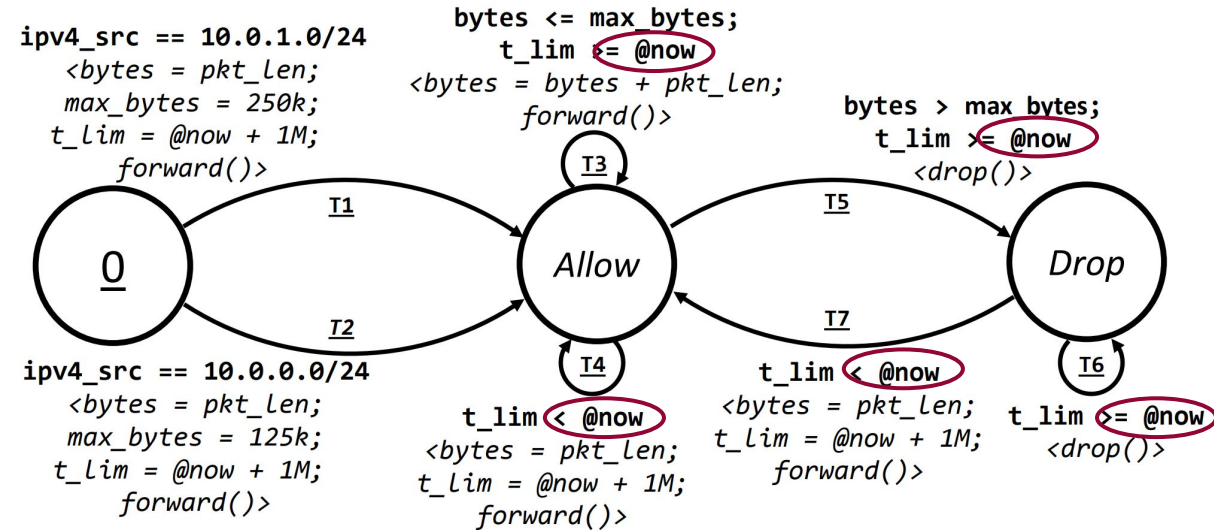 ipv4_src == 10.0.1.0/24
<bytes = pkt_len;
max_bytes = 250k;
t_lim = @now + 1M;
forward()>
bytes <= max_bytes;
t_lim >= @now
<bytes = bytes + pkt_len;
forward()>
bytes > max_bytes;
t_lim >= @now
<drop()>
T3
T1
T5
0
Allow
Drop
T2
T7
T4
T6
ipv4_src == 10.0.0.0/24
<bytes = pkt_len;
max_bytes = 125k;
t_lim = @now + 1M;
forward()>
t_lim < @now
<bytes = pkt_len;
t_lim = @now + 1M;
forward()>
t_lim < @now
<bytes = pkt_len;
t_lim = @now + 1M;
forward()>
t_lim >= @now
<drop()>